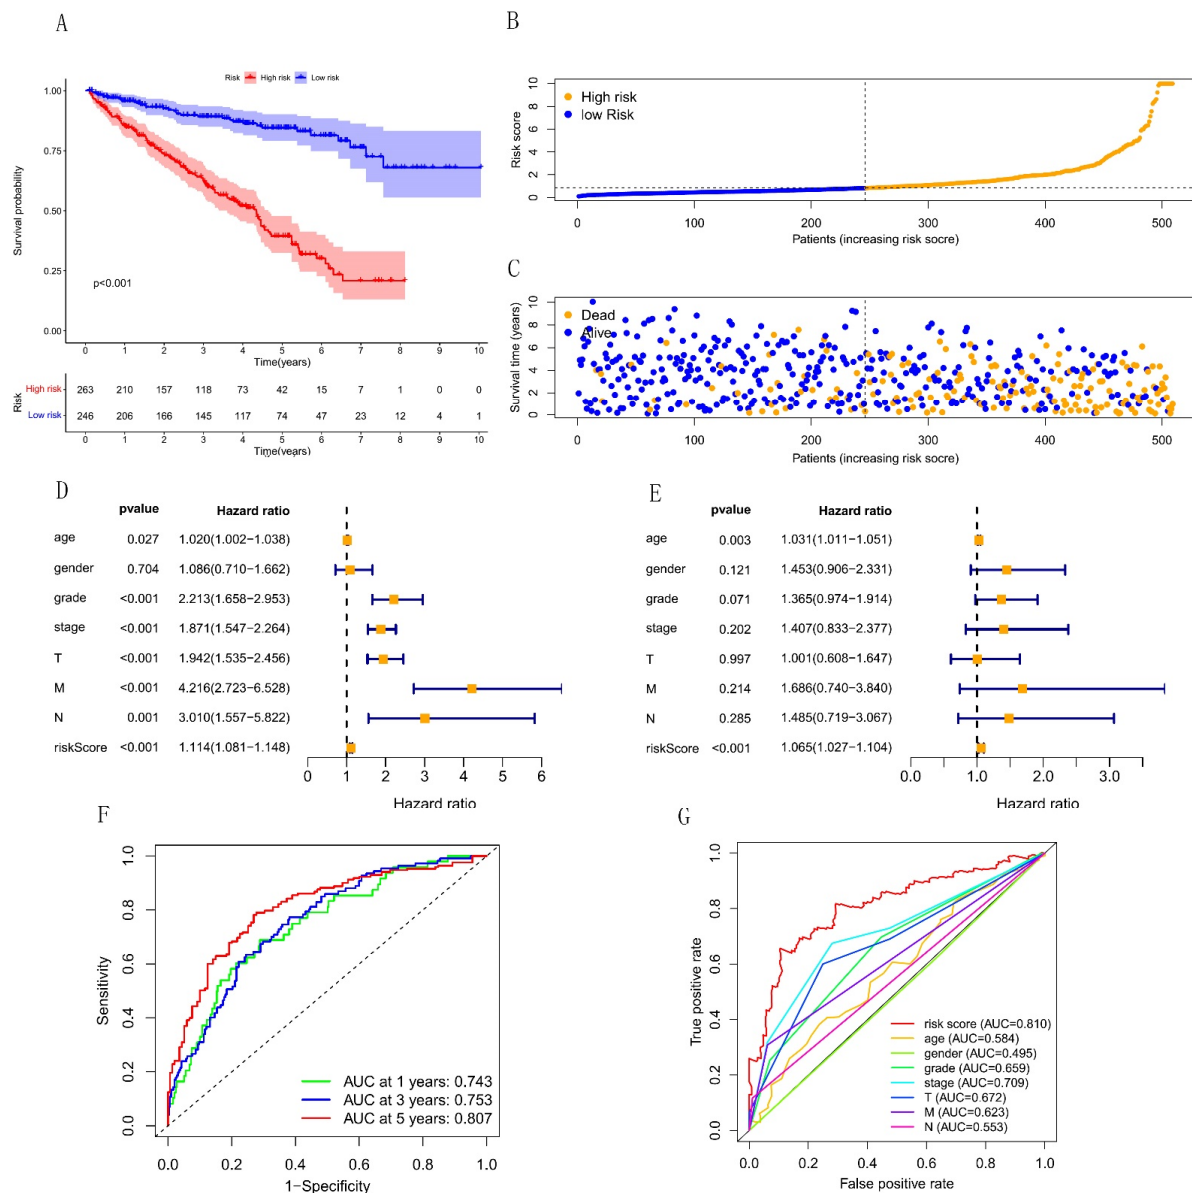 A
Risk High risk Low risk
1.00
0.75
0.50
0.25
0.00
Survival probability
p<0.001
0 1 2 3 4 5 6 7 8 9 10
Time(years)
Risk
High risk 263 210 157 118 73 42 15 7 1 0 0
Low risk 246 206 166 145 117 74 47 23 12 4 1
0 1 2 3 4 5 6 7 8 9 10
Time(years)
B
High risk
low Risk
Risk score
10
8
6
4
2
0
0 100 200 300 400 500
Patients (increasing risk socre)
C
Dead
Alive
Survival time (years)
10
8
6
4
2
0
0 100 200 300 400 500
Patients (increasing risk socre)
D
pvalue Hazard ratio
age 0.027 1.020(1.002−1.038)
gender 0.704 1.086(0.710−1.662)
grade <0.001 2.213(1.658−2.953)
stage <0.001 1.871(1.547−2.264)
T <0.001 1.942(1.535−2.456)
M <0.001 4.216(2.723−6.528)
N 0.001 3.010(1.557−5.822)
riskScore <0.001 1.114(1.081−1.148)
0 1 2 3 4 5 6
Hazard ratio
E
pvalue Hazard ratio
age 0.003 1.031(1.011−1.051)
gender 0.121 1.453(0.906−2.331)
grade 0.071 1.365(0.974−1.914)
stage 0.202 1.407(0.833−2.377)
T 0.997 1.001(0.608−1.647)
M 0.214 1.686(0.740−3.840)
N 0.285 1.485(0.719−3.067)
riskScore <0.001 1.065(1.027−1.104)
0.0 1.0 2.0 3.0
Hazard ratio
F
Sensitivity
1.0
0.8
0.6
0.4
0.2
0.0
AUC at 1 years: 0.743
AUC at 3 years: 0.753
AUC at 5 years: 0.807
0.0 0.2 0.4 0.6 0.8 1.0
1−Specificity
G
True positive rate
1.0
0.8
0.6
0.4
0.2
0.0
risk score (AUC=0.810)
age (AUC=0.584)
gender (AUC=0.495)
grade (AUC=0.659)
stage (AUC=0.709)
T (AUC=0.672)
M (AUC=0.623)
N (AUC=0.553)
0.0 0.2 0.4 0.6 0.8 1.0
False positive rate